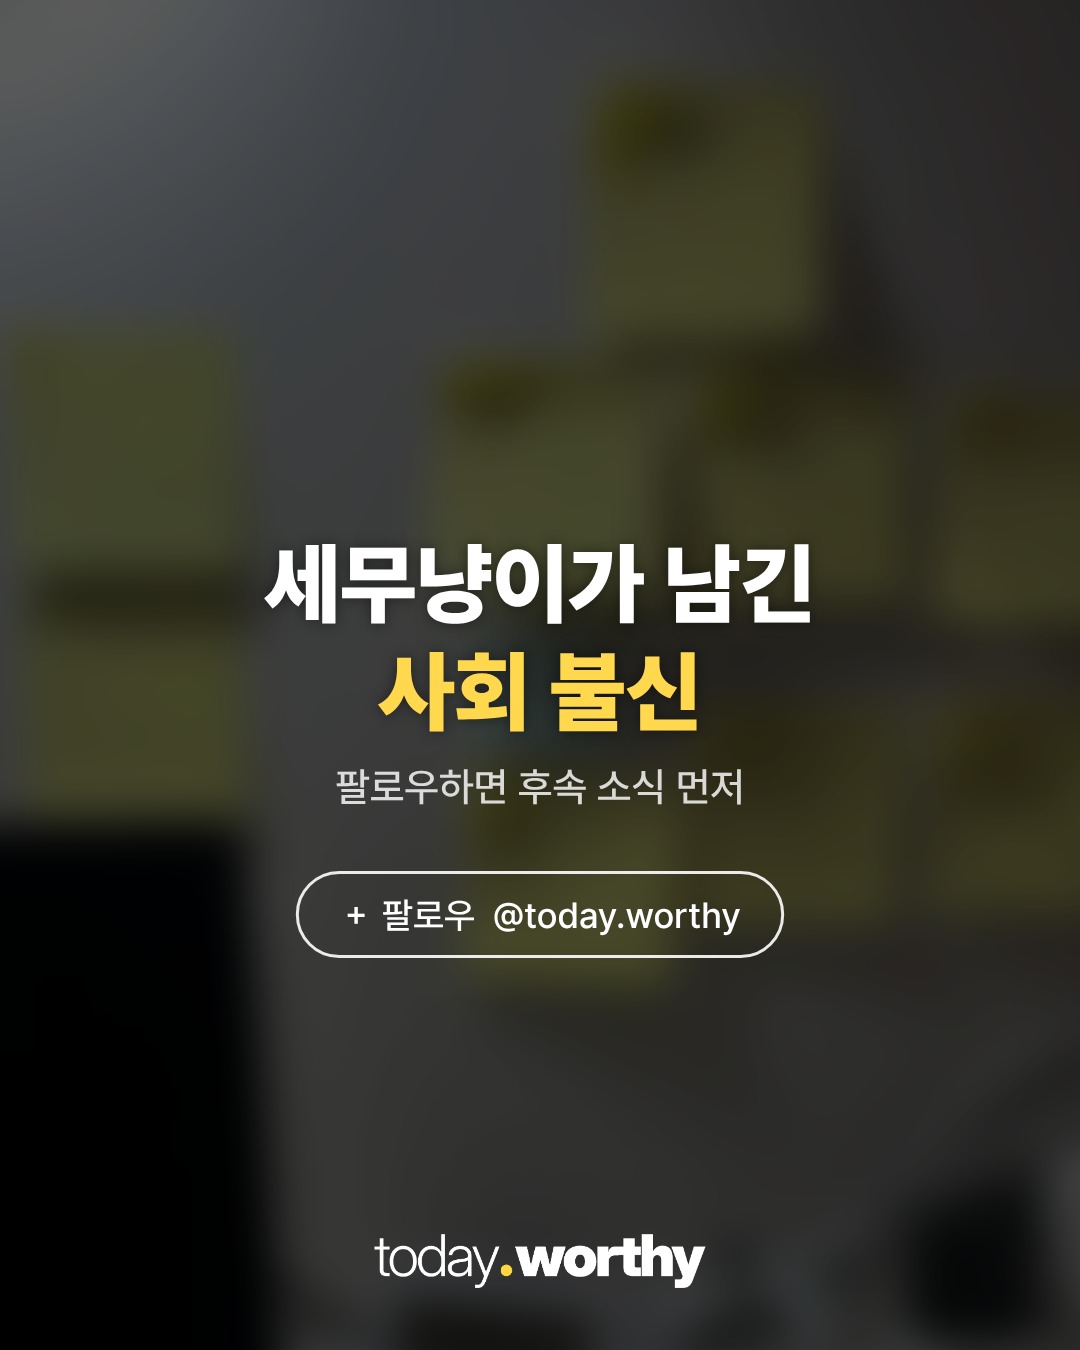 세무냥이가 남긴
사회 불신
팔로우하면 후속 소식 먼저
+ 팔로우 @today.worthy
today.worthy